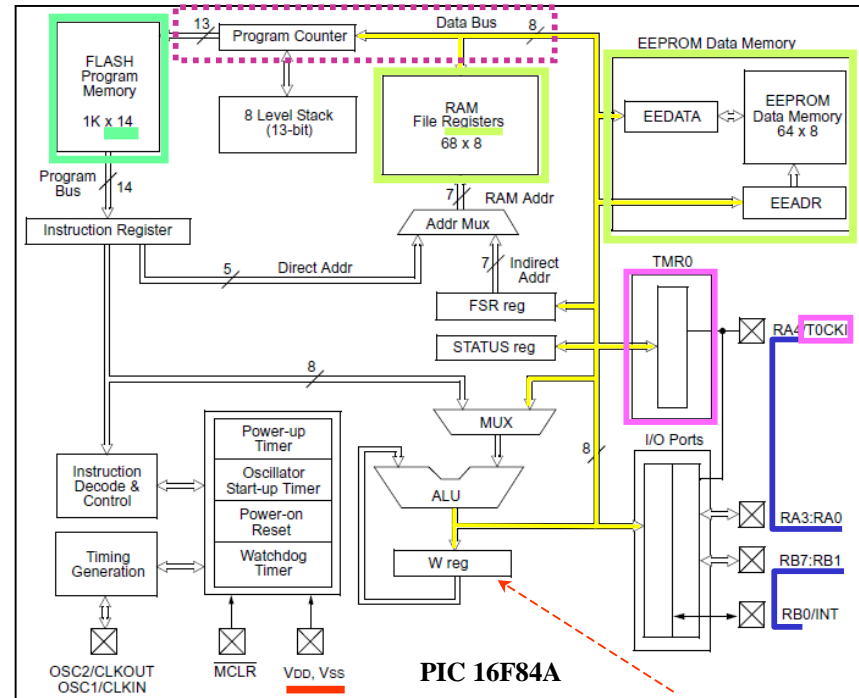 13
Program Counter
Data Bus
8
FLASH
Program
Memory
1K x 14
8 Level Stack
(13-bit)
RAM
File Registers
68 x 8
EEPROM Data Memory
EEDATA
EEPROM
Data Memory
64 x 8
EEADR
Program
Bus
14
7
RAM Addr
Addr Mux
Instruction Register
5
Direct Addr
7
Indirect
Addr
FSR reg
STATUS reg
TMR0
RA4/T0CKI
8
MUX
8
I/O Ports
Power-up
Timer
Oscillator
Start-up Timer
Power-on
Reset
Watchdog
Timer
Instruction
Decode &
Control
Timing
Generation
ALU
W reg
RA3:RA0
RB7:RB1
RB0/INT
OSC2/CLKOUT
OSC1/CLKIN
MCLR
VDD, VSS
PIC 16F84A